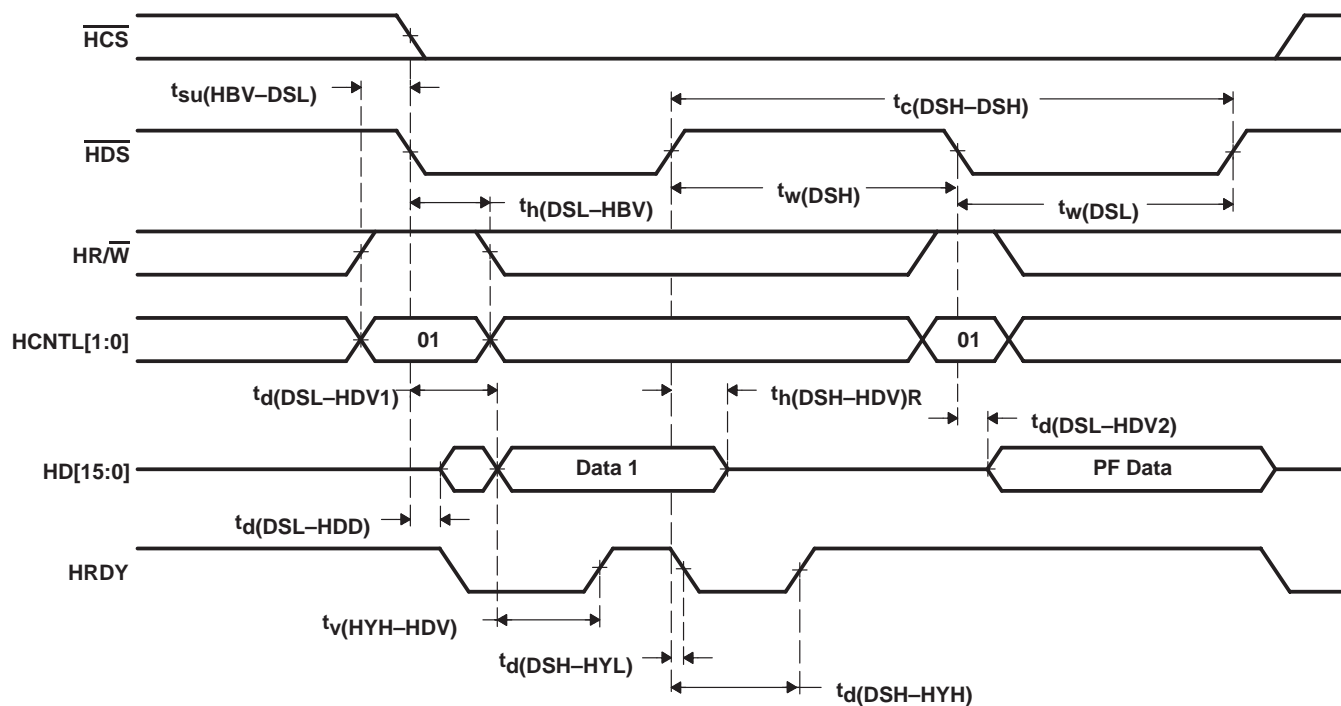 HCS
tsu(HBV–DSL)
tc(DSH–DSH)
HDS
th(DSL–HBV)
tw(DSH)
tw(DSL)
HR/W
HCNTL[1:0]
01
01
td(DSL–HDV1)
th(DSH–HDV)R
td(DSL–HDV2)
HD[15:0]
Data 1
PF Data
td(DSL–HDD)
HRDY
tv(HYH–HDV)
td(DSH–HYL)
td(DSH–HYH)